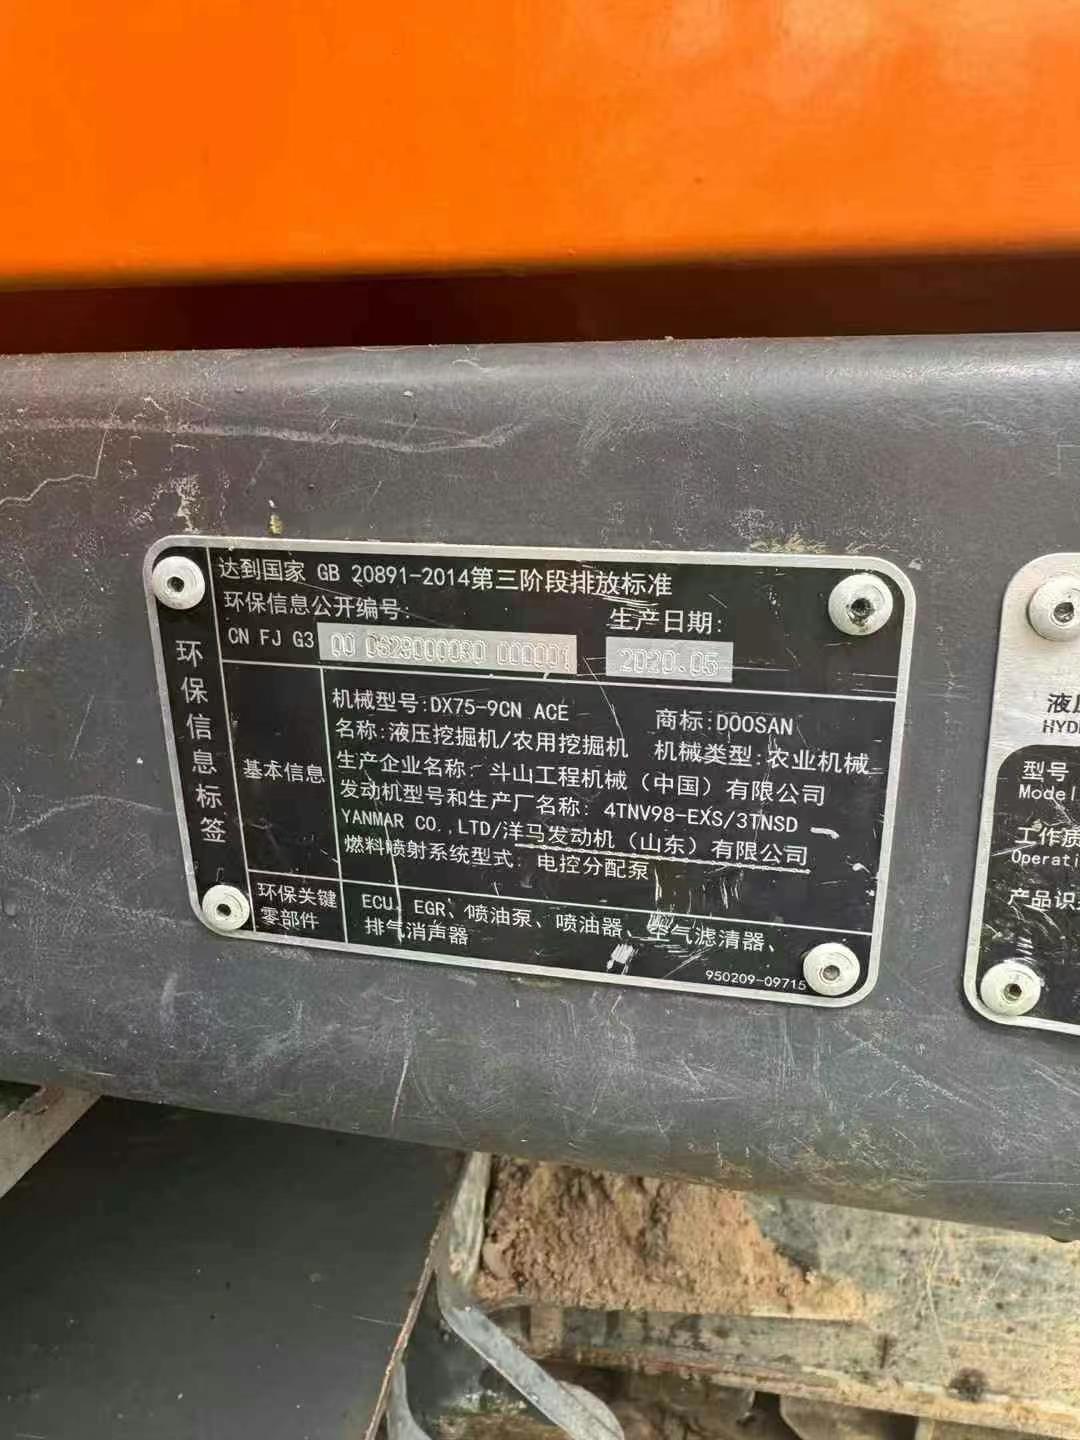 达到国家 GB 20891-2014第三阶段排放标准
环保信息公开编号:
生产日期:
CN FJ G3 00 0629000080 000001
2020.05
环保信息标签
基本信息
机械型号:DX75-9CN ACE
商标:DOOSAN
名称:液压挖掘机/农用挖掘机
机械类型:农业机械
生产企业名称: 斗山工程机械（中国）有限公司
发动机型号和生产厂名称: 4TNV98-EXS/3TNSD
YANMAR CO.,LTD/洋马发动机（山东）有限公司
燃料喷射系统型式: 电控分配泵
环保关键
零部件
ECU、EGR、喷油泵、喷油器、空气滤清器、
排气消声器
950209-09715
HYD
型号
Model
工作质
Operati
产品识